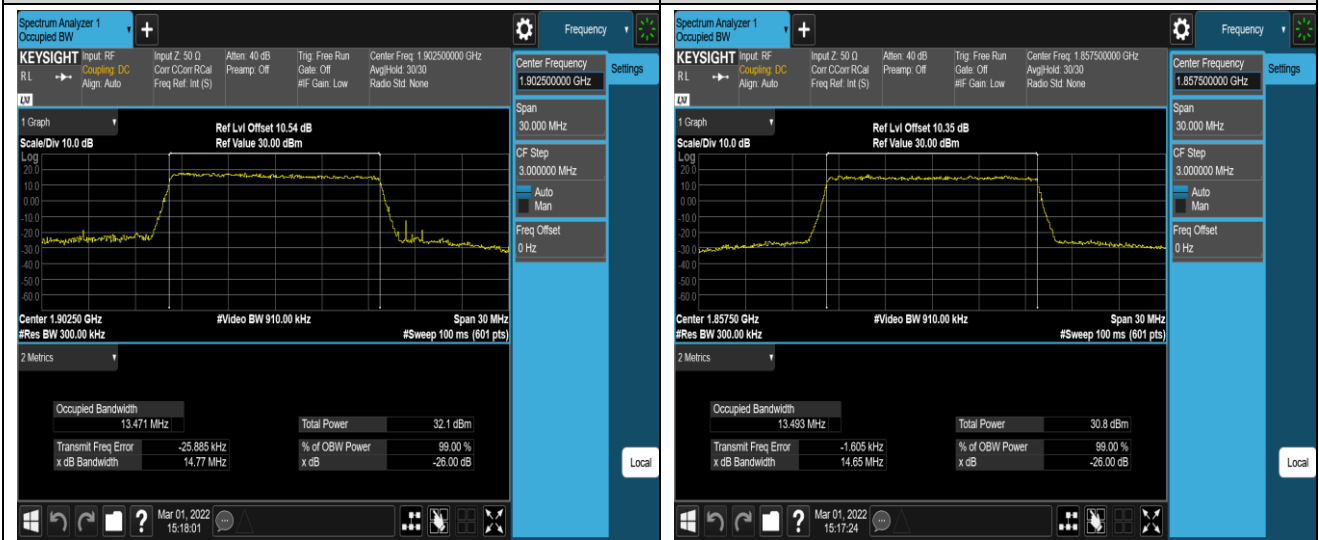 Spectrum Analyzer 1
Occupied BW
+
Frequency
KEYSIGHT
Input: RF
Coupling: DC
Align: Auto
Input Z: 50 Ω
Corr CCorr RCal
Freq Ref: Int (S)
Atten: 40 dB
Preamp: Off
Trig: Free Run
Gate: Off
#IF Gain: Low
Center Freq: 1.902500000 GHz
Avg|Hold: 30/30
Radio Std: None
RL
LXI
Center Frequency
1.902500000 GHz
Settings
Span
30.000 MHz
CF Step
3.000000 MHz
Auto
Man
Freq Offset
0 Hz
Local
1 Graph
Scale/Div 10.0 dB
Ref Lvl Offset 10.54 dB
Ref Value 30.00 dBm
Log
20.0
10.0
0.00
-10.0
-20.0
-30.0
-40.0
-50.0
-60.0
Center 1.90250 GHz
#Video BW 910.00 kHz
Span 30 MHz
#Res BW 300.00 kHz
#Sweep 100 ms (601 pts)
2 Metrics
Occupied Bandwidth
13.471 MHz
Total Power 32.1 dBm
Transmit Freq Error -25.885 kHz
% of OBW Power 99.00 %
x dB Bandwidth 14.77 MHz
x dB -26.00 dB
?
Mar 01, 2022
15:18:01
Spectrum Analyzer 1
Occupied BW
+
Frequency
KEYSIGHT
Input: RF
Coupling: DC
Align: Auto
Input Z: 50 Ω
Corr CCorr RCal
Freq Ref: Int (S)
Atten: 40 dB
Preamp: Off
Trig: Free Run
Gate: Off
#IF Gain: Low
Center Freq: 1.857500000 GHz
Avg|Hold: 30/30
Radio Std: None
RL
LXI
Center Frequency
1.857500000 GHz
Settings
Span
30.000 MHz
CF Step
3.000000 MHz
Auto
Man
Freq Offset
0 Hz
Local
1 Graph
Scale/Div 10.0 dB
Ref Lvl Offset 10.35 dB
Ref Value 30.00 dBm
Log
20.0
10.0
0.00
-10.0
-20.0
-30.0
-40.0
-50.0
-60.0
Center 1.85750 GHz
#Video BW 910.00 kHz
Span 30 MHz
#Res BW 300.00 kHz
#Sweep 100 ms (601 pts)
2 Metrics
Occupied Bandwidth
13.493 MHz
Total Power 30.8 dBm
Transmit Freq Error -1.605 kHz
% of OBW Power 99.00 %
x dB Bandwidth 14.65 MHz
x dB -26.00 dB
?
Mar 01, 2022
15:17:24